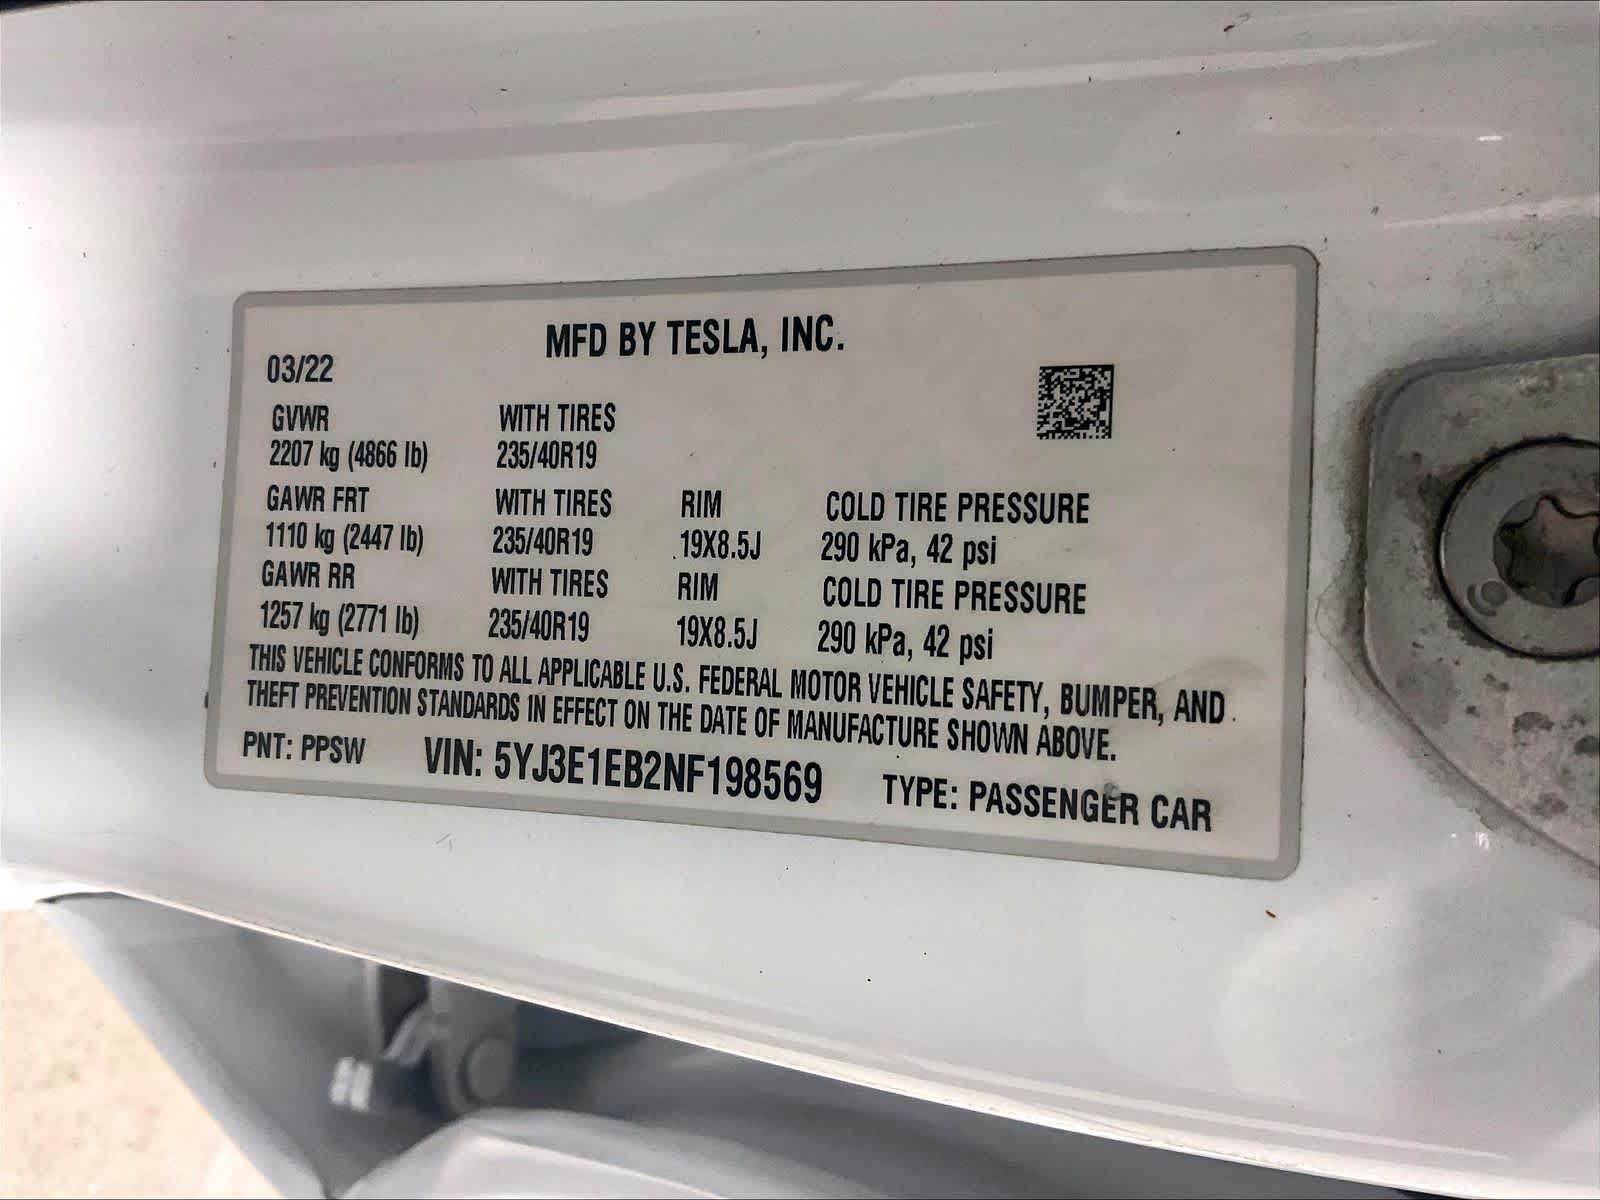 MFD BY TESLA, INC.
03/22
GVWR WITH TIRES
2207 kg (4866 lb) 235/40R19
GAWR FRT WITH TIRES RIM COLD TIRE PRESSURE
1110 kg (2447 lb) 235/40R19 19X8.5J 290 kPa, 42 psi
GAWR RR WITH TIRES RIM COLD TIRE PRESSURE
1257 kg (2771 lb) 235/40R19 19X8.5J 290 kPa, 42 psi
THIS VEHICLE CONFORMS TO ALL APPLICABLE U.S. FEDERAL MOTOR VEHICLE SAFETY, BUMPER, AND
THEFT PREVENTION STANDARDS IN EFFECT ON THE DATE OF MANUFACTURE SHOWN ABOVE.
PNT: PPSW VIN: 5YJ3E1EB2NF198569 TYPE: PASSENGER CAR